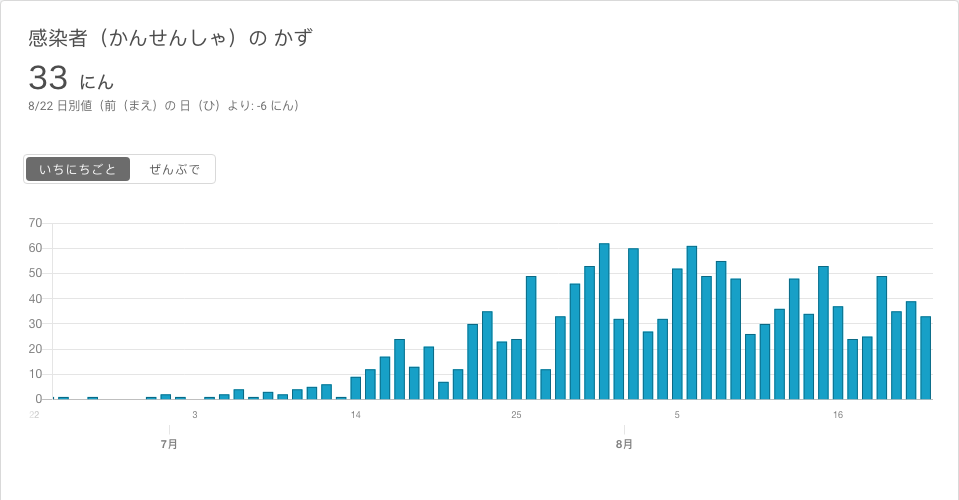 感染者（かんせんしゃ）の かず
33 にん
8/22 日別値（前（まえ）の 日（ひ）より: -6 にん）
いちにちごと ぜんぶで
70
60
50
40
30
20
10
0
22 3 14 25 5 16
7月 8月